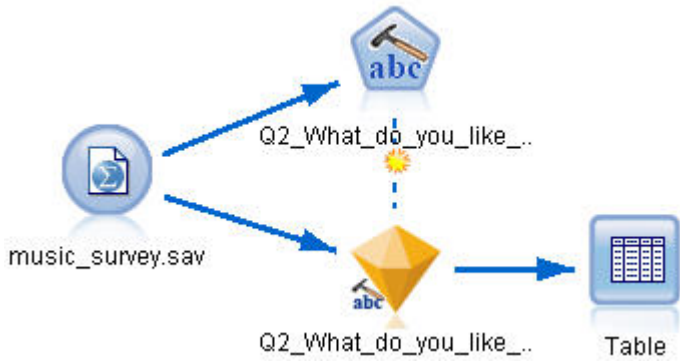 abc
Q2_What_do_you_like_..
music_survey.sav
abc
Q2_What_do_you_like_..
Table